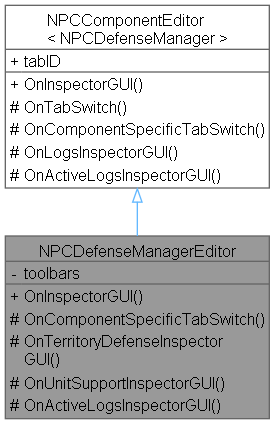 NPCComponentEditor
< NPCDefenseManager >
+ tabID
+ OnInspectorGUI()
# OnTabSwitch()
# OnComponentSpecificTabSwitch()
# OnLogsInspectorGUI()
# OnActiveLogsInspectorGUI()
NPCDefenseManagerEditor
- toolbars
+ OnInspectorGUI()
# OnComponentSpecificTabSwitch()
# OnTerritoryDefenseInspector
GUI()
# OnUnitSupportInspectorGUI()
# OnActiveLogsInspectorGUI()